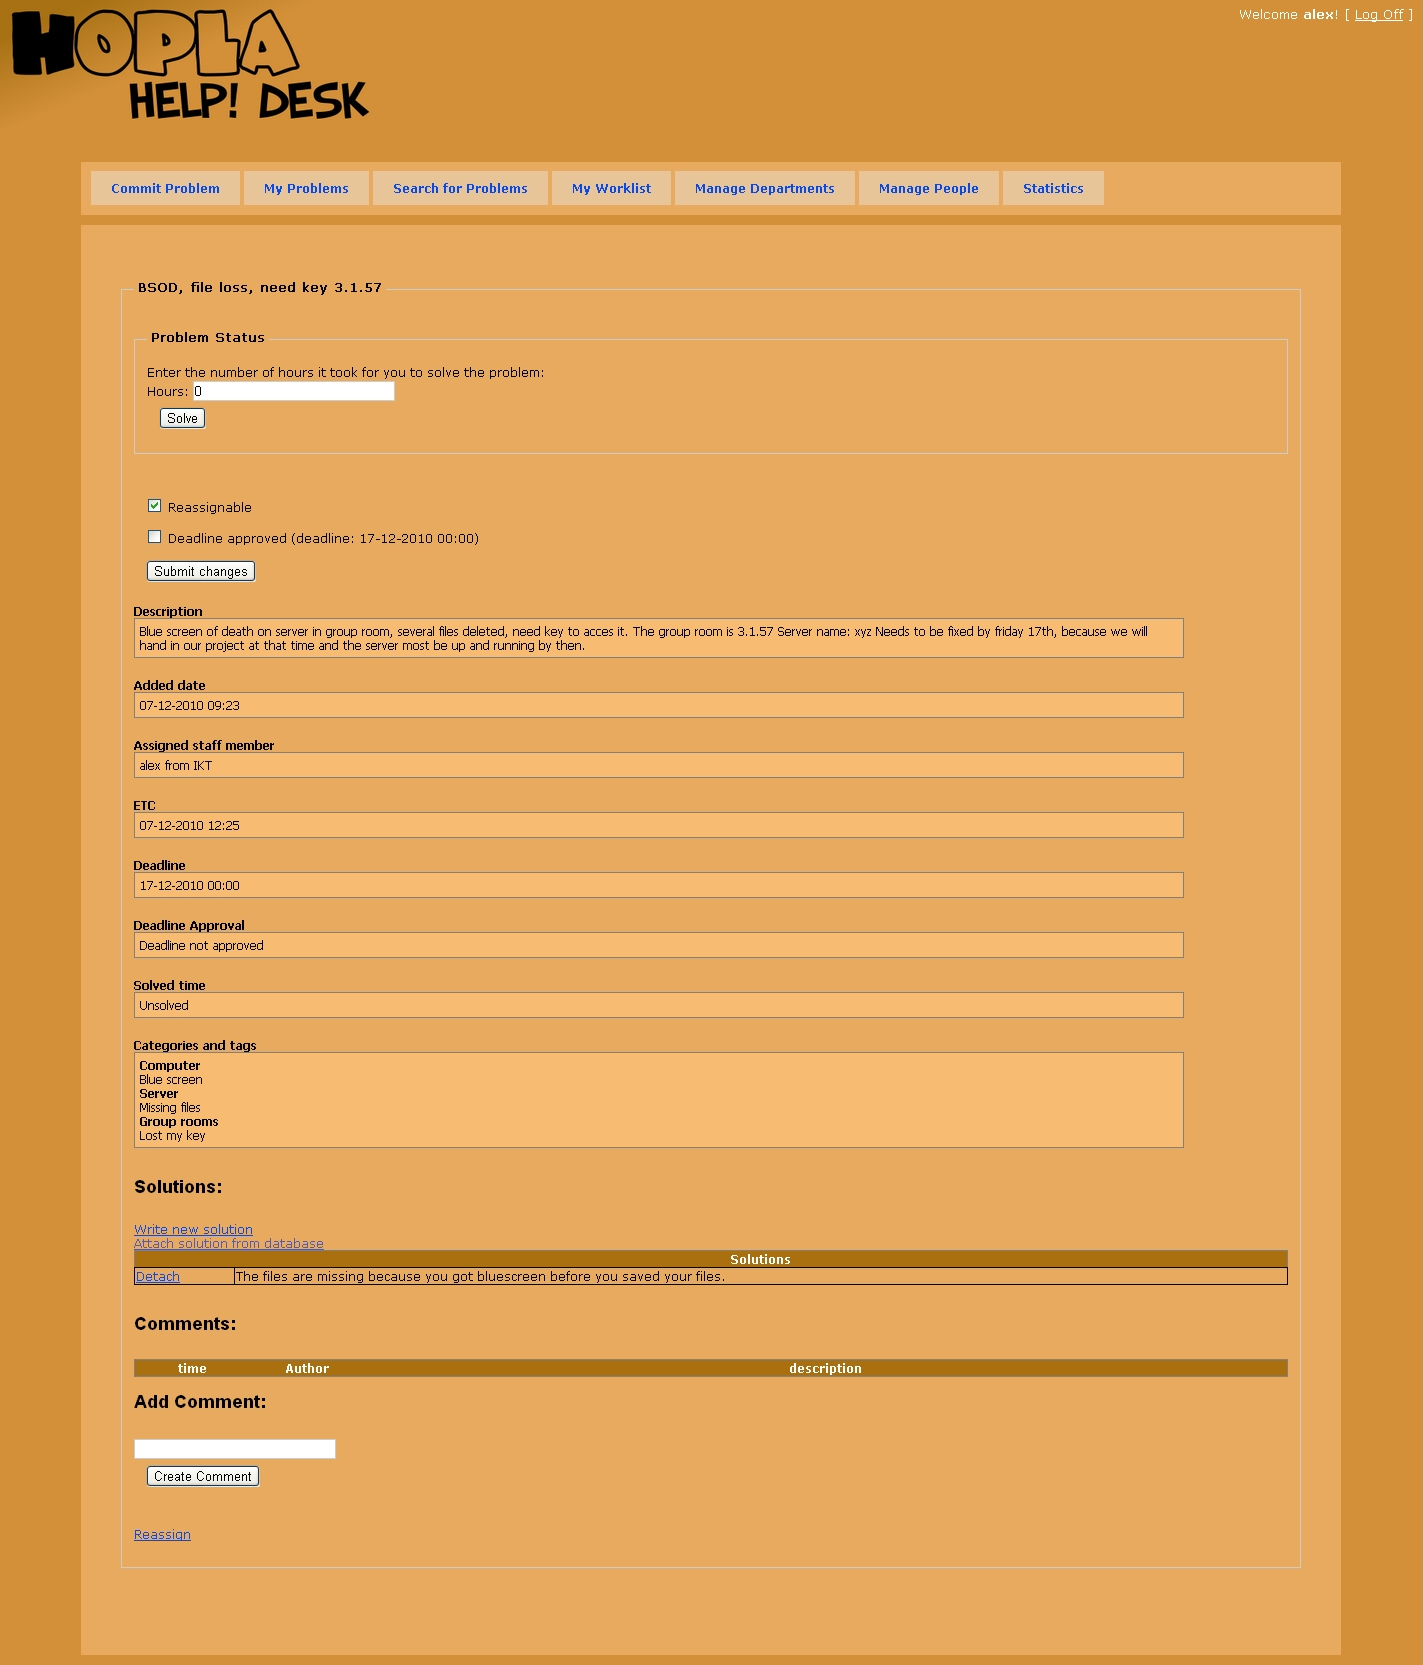 HOPLA
HELP! DESK
Welcome alex! [ Log Off ]
Commit Problem My Problems Search for Problems My Worklist Manage Departments Manage People Statistics
BSOD, file loss, need key 3.1.57
Problem Status
Enter the number of hours it took for you to solve the problem:
Hours: 0
Solve
Reassignable
Deadline approved (deadline: 17-12-2010 00:00)
Submit changes
Description
Blue screen of death on server in group room, several files deleted, need key to acces it. The group room is 3.1.57 Server name: xyz Needs to be fixed by friday 17th, because we will
hand in our project at that time and the server most be up and running by then.
Added date
07-12-2010 09:23
Assigned staff member
alex from IKT
ETC
07-12-2010 12:25
Deadline
17-12-2010 00:00
Deadline Approval
Deadline not approved
Solved time
Unsolved
Categories and tags
Computer
Blue screen
Server
Missing files
Group rooms
Lost my key
Solutions:
Write new solution
Attach solution from database
Solutions
Detach The files are missing because you got bluescreen before you saved your files.
Comments:
time Author description
Add Comment:
Create Comment
Reassign